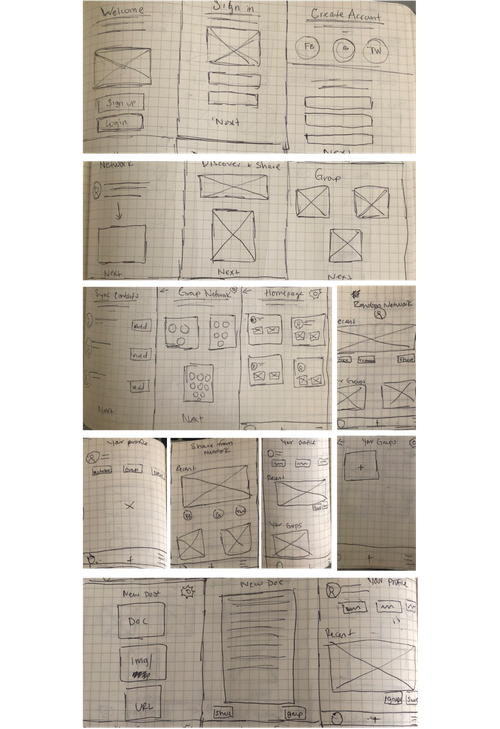 Welcome
Sign up
Login
Sign in
Next
Create Account
FB
TW
Next
Network
Next
Discover + Share
Next
Group
Next
Sync Contacts
add
add
add
Next
Group Network
Next
Homepage
Random Network
Recent
Your Groups
Your profile
Share from
Network
Recent
Your profile
Recent
Your Groups
Your Groups
+
New Post
Doc
Img/
URL
New Doc
Share
group
Your profile
Recent
group